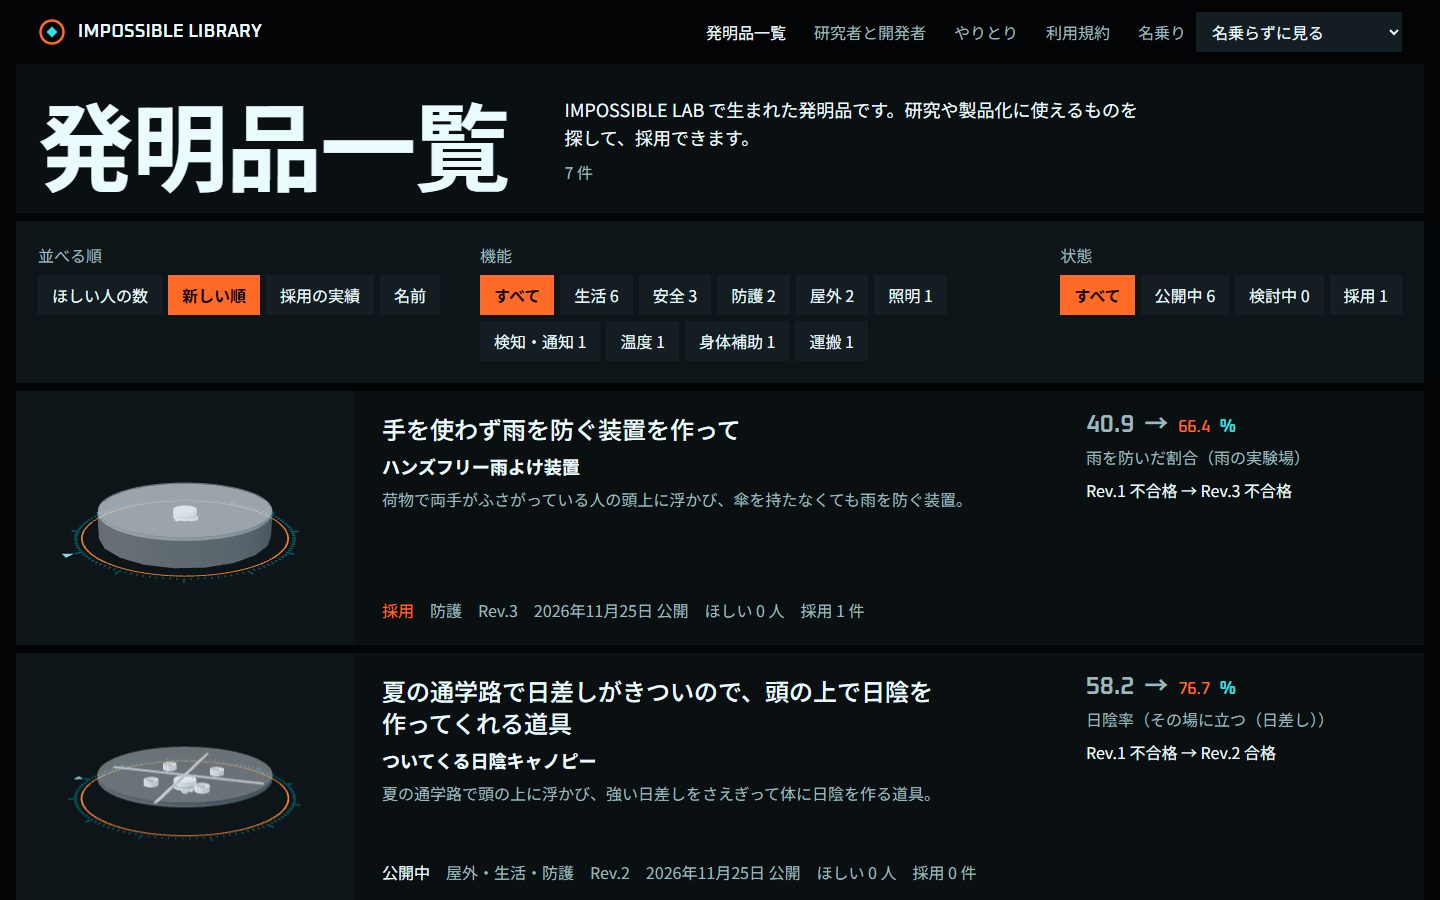 IMPOSSIBLE LIBRARY
発明品一覧
研究者と開発者
やりとり
利用規約
名乗り
名乗らずに見る
発明品一覧
IMPOSSIBLE LAB で生まれた発明品です。研究や製品化に使えるものを
探して、採用できます。
7 件
並べる順
ほしい人の数
新しい順
採用の実績
名前
機能
すべて
生活 6
安全 3
防護 2
屋外 2
照明 1
検知・通知 1
温度 1
身体補助 1
運搬 1
状態
すべて
公開中 6
検討中 0
採用 1
手を使わず雨を防ぐ装置を作って
ハンズフリー雨よけ装置
荷物で両手がふさがっている人の頭上に浮かび、傘を持たなくても雨を防ぐ装置。
採用 防護 Rev.3 2026年11月25日 公開 ほしい 0 人 採用 1 件
40.9 → 66.4 %
雨を防いだ割合（雨の実験場）
Rev.1 不合格 → Rev.3 不合格
夏の通学路で日差しがきついので、頭の上で日陰を
作ってくれる道具
ついてくる日陰キャノピー
夏の通学路で頭の上に浮かび、強い日差しをさえぎって体に日陰を作る道具。
公開中 屋外・生活・防護 Rev.2 2026年11月25日 公開 ほしい 0 人 採用 0 件
58.2 → 76.7 %
日陰率（その場に立つ（日差し））
Rev.1 不合格 → Rev.2 合格